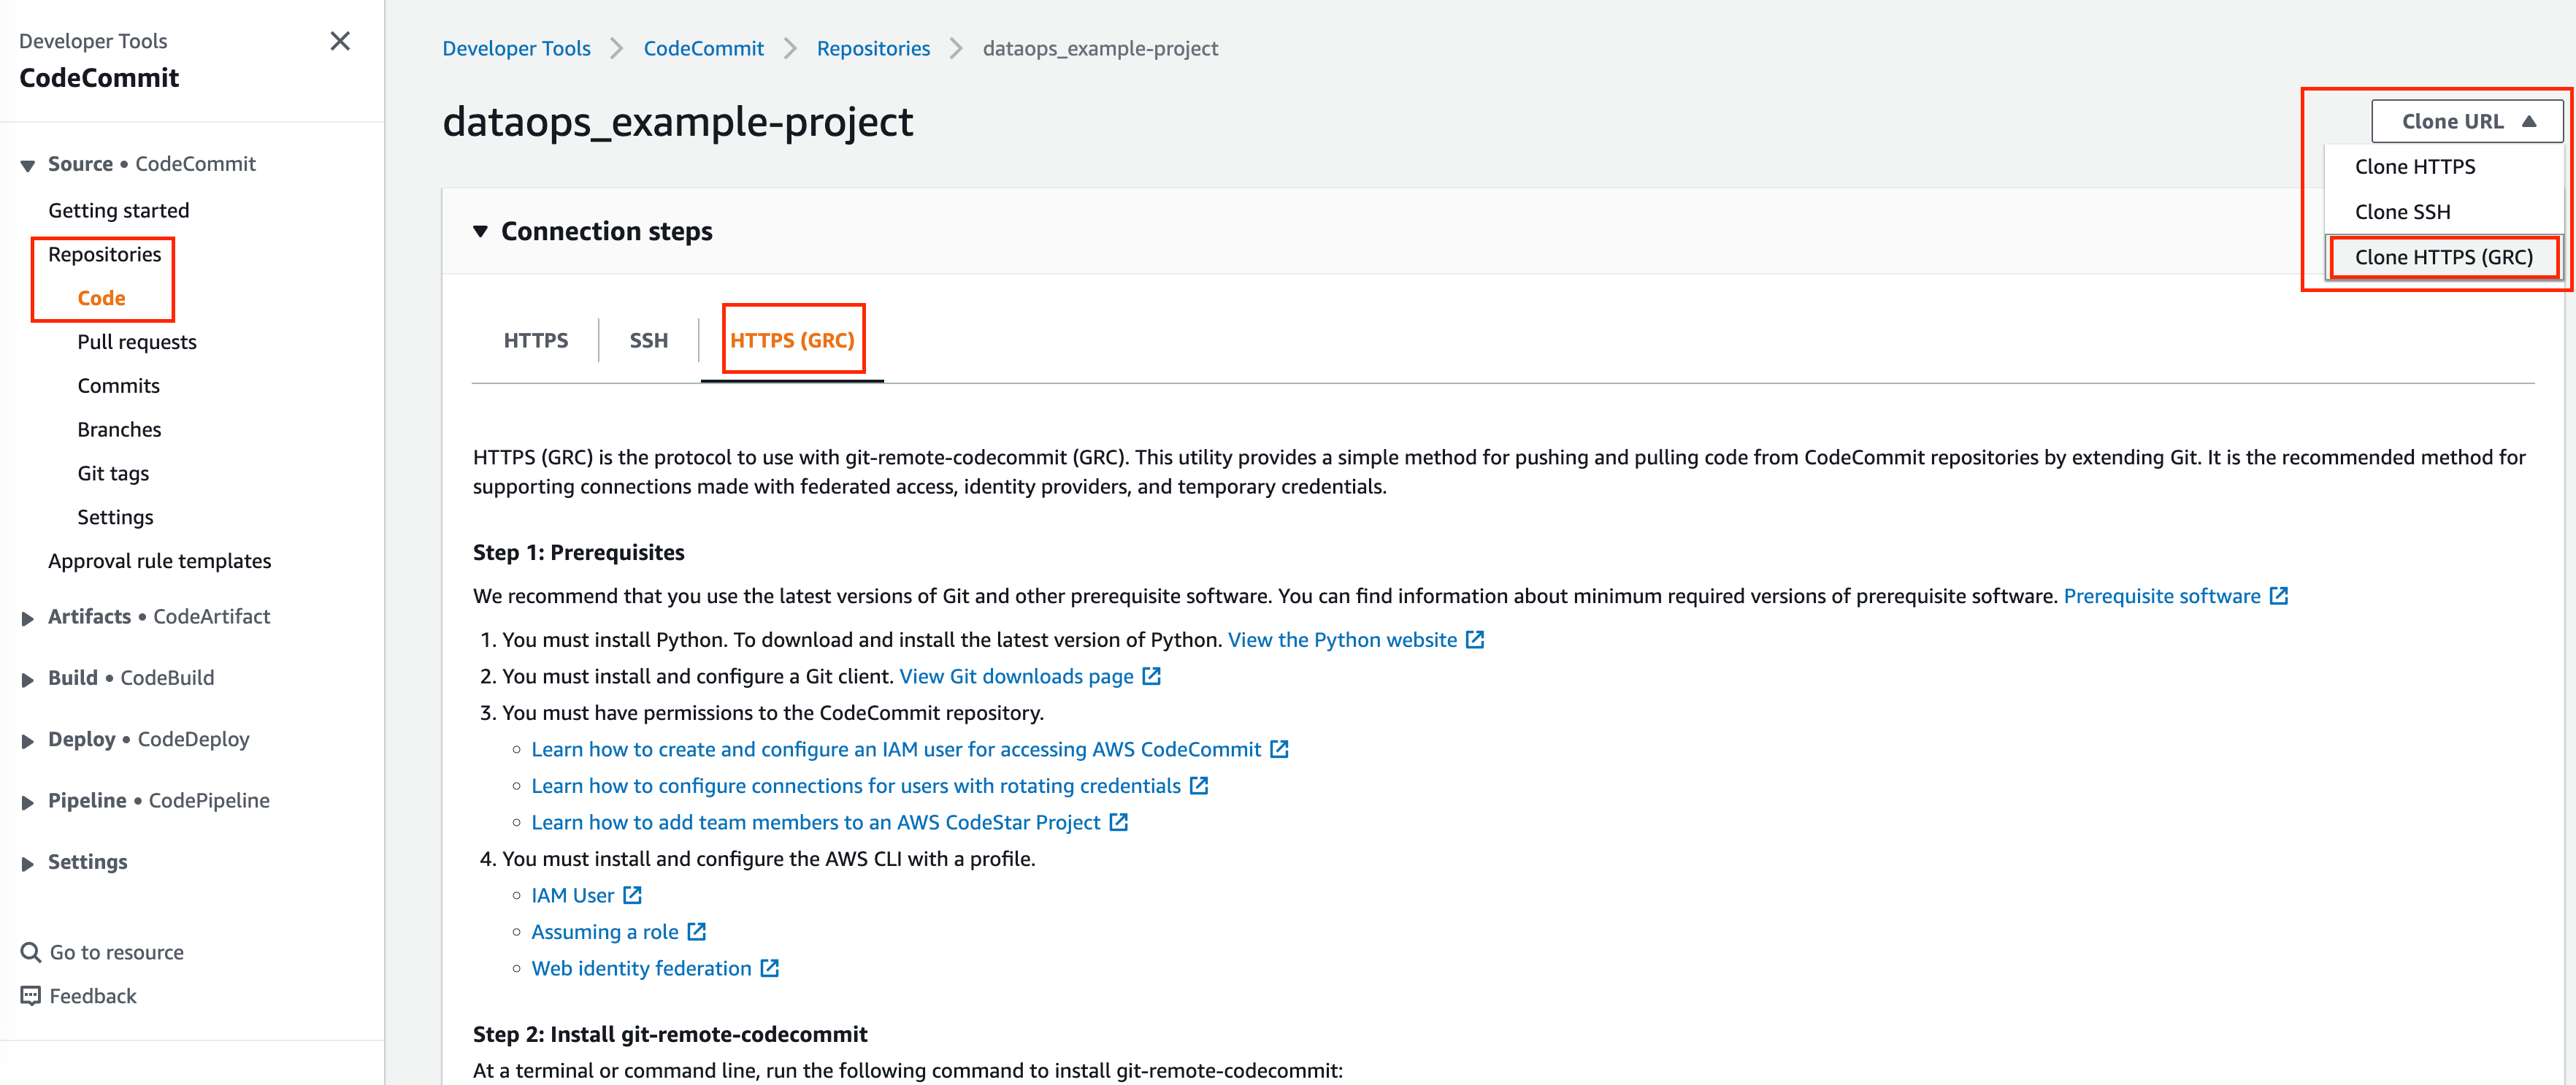 Developer Tools
CodeCommit
Source • CodeCommit
Getting started
Repositories
Code
Pull requests
Commits
Branches
Git tags
Settings
Approval rule templates
Artifacts • CodeArtifact
Build • CodeBuild
Deploy • CodeDeploy
Pipeline • CodePipeline
Settings
Go to resource
Feedback
Developer Tools > CodeCommit > Repositories > dataops_example-project
dataops_example-project
Clone URL
Clone HTTPS
Clone SSH
Clone HTTPS (GRC)
Connection steps
HTTPS SSH HTTPS (GRC)
HTTPS (GRC) is the protocol to use with git-remote-codecommit (GRC). This utility provides a simple method for pushing and pulling code from CodeCommit repositories by extending Git. It is the recommended method for
supporting connections made with federated access, identity providers, and temporary credentials.
Step 1: Prerequisites
We recommend that you use the latest versions of Git and other prerequisite software. You can find information about minimum required versions of prerequisite software. Prerequisite software
1. You must install Python. To download and install the latest version of Python. View the Python website
2. You must install and configure a Git client. View Git downloads page
3. You must have permissions to the CodeCommit repository.
Learn how to create and configure an IAM user for accessing AWS CodeCommit
Learn how to configure connections for users with rotating credentials
Learn how to add team members to an AWS CodeStar Project
4. You must install and configure the AWS CLI with a profile.
IAM User
Assuming a role
Web identity federation
Step 2: Install git-remote-codecommit
At a terminal or command line, run the following command to install git-remote-codecommit: